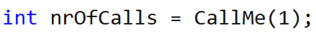 int nrOfCalls = CallMe(1);